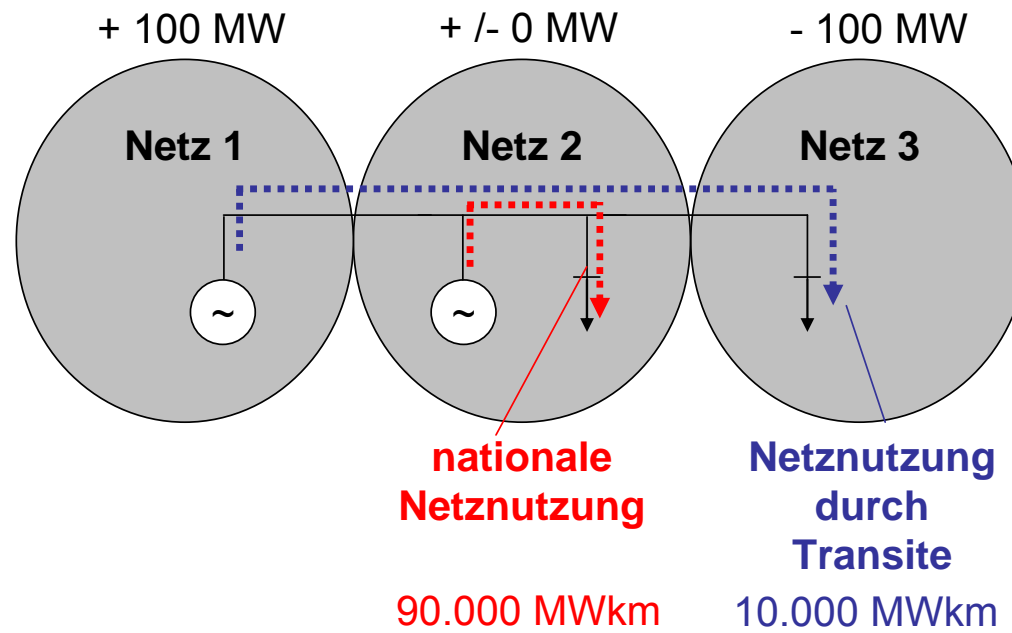 + 100 MW
+ /- 0 MW
- 100 MW
Netz 1
Netz 2
Netz 3
~
~
nationale
Netznutzung
90.000 MWkm
Netznutzung
durch
Transite
10.000 MWkm